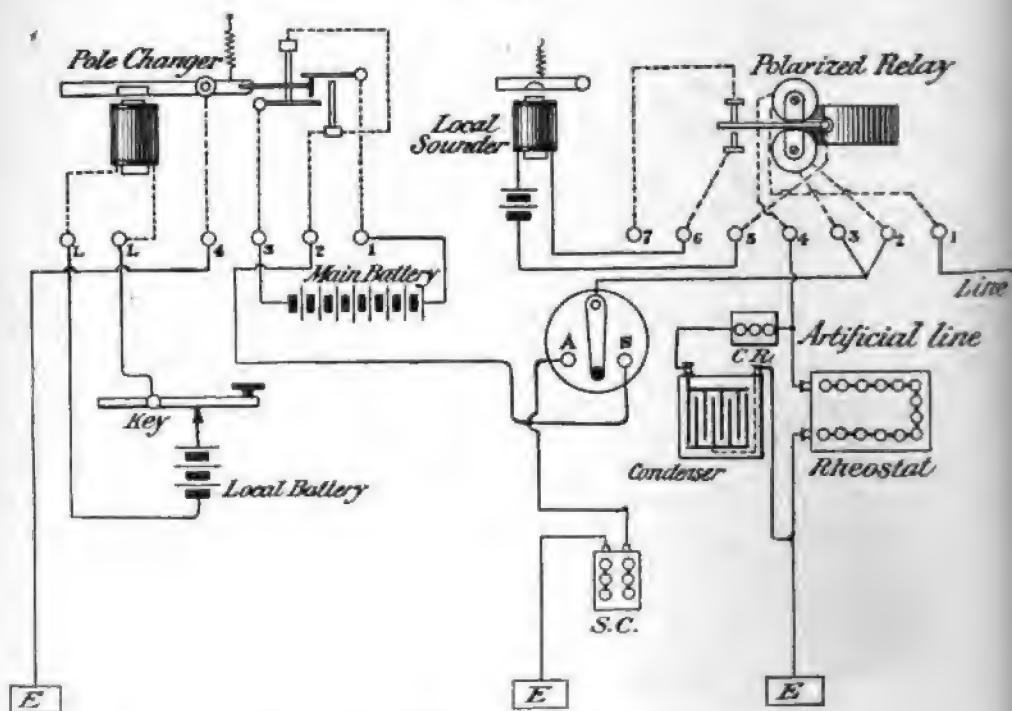 Pole Changer
Polarized Relay
Local
Sounder
L
L
4
3
2
1
7
6
5
4
3
2
1
Main Battery
Line
A
B
C R.
Artificial line
Key
Condenser
Rheostat
Local Battery
S.C.
E
E
E